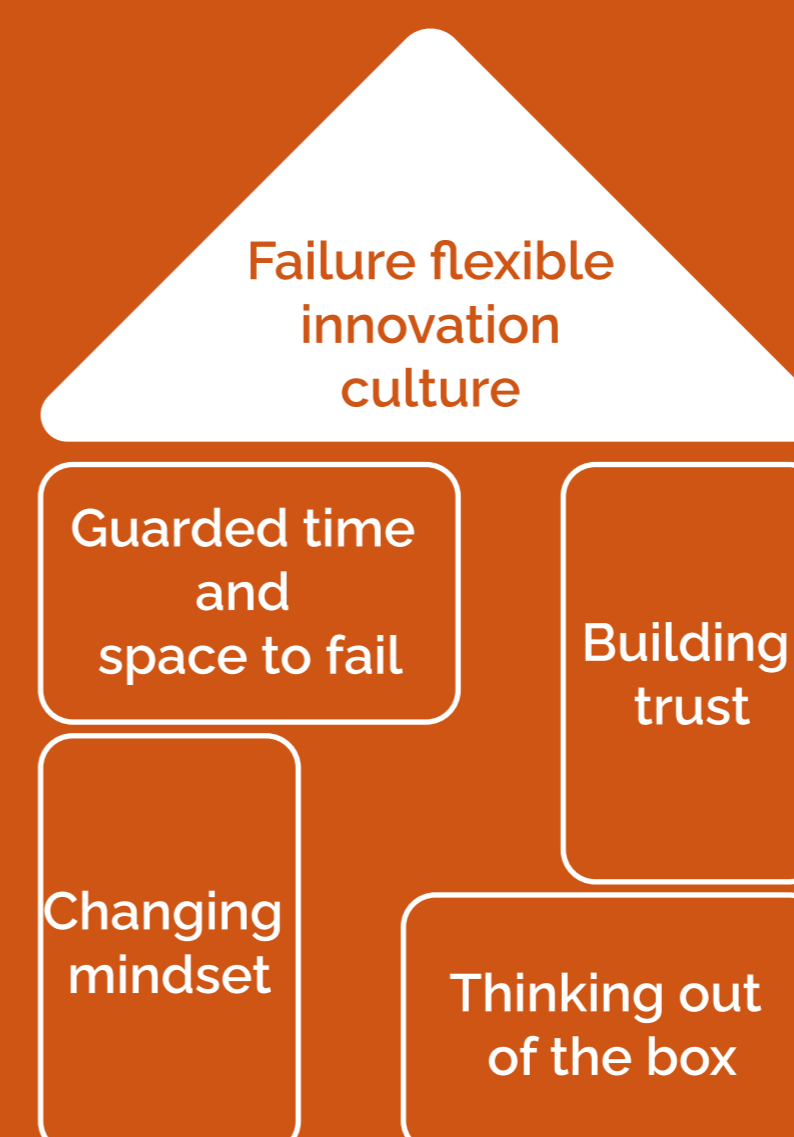 Failure flexible
innovation
culture
Guarded time
and
space to fail
Building
trust
Changing
mindset
Thinking out
of the box